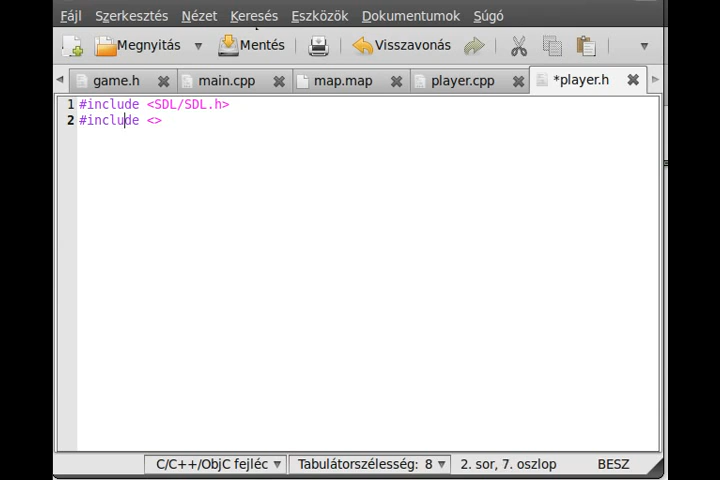 Fájl Szerkesztés Nézet Keresés Eszközök Dokumentumok Súgó
Megnyitás Mentés Visszavonás
game.h main.cpp map.map player.cpp *player.h
1 #include <SDL/SDL.h>
2 #include <>
C/C++/ObjC fejléc Tabulátorszélesség: 8 2. sor, 7. oszlop BESZ